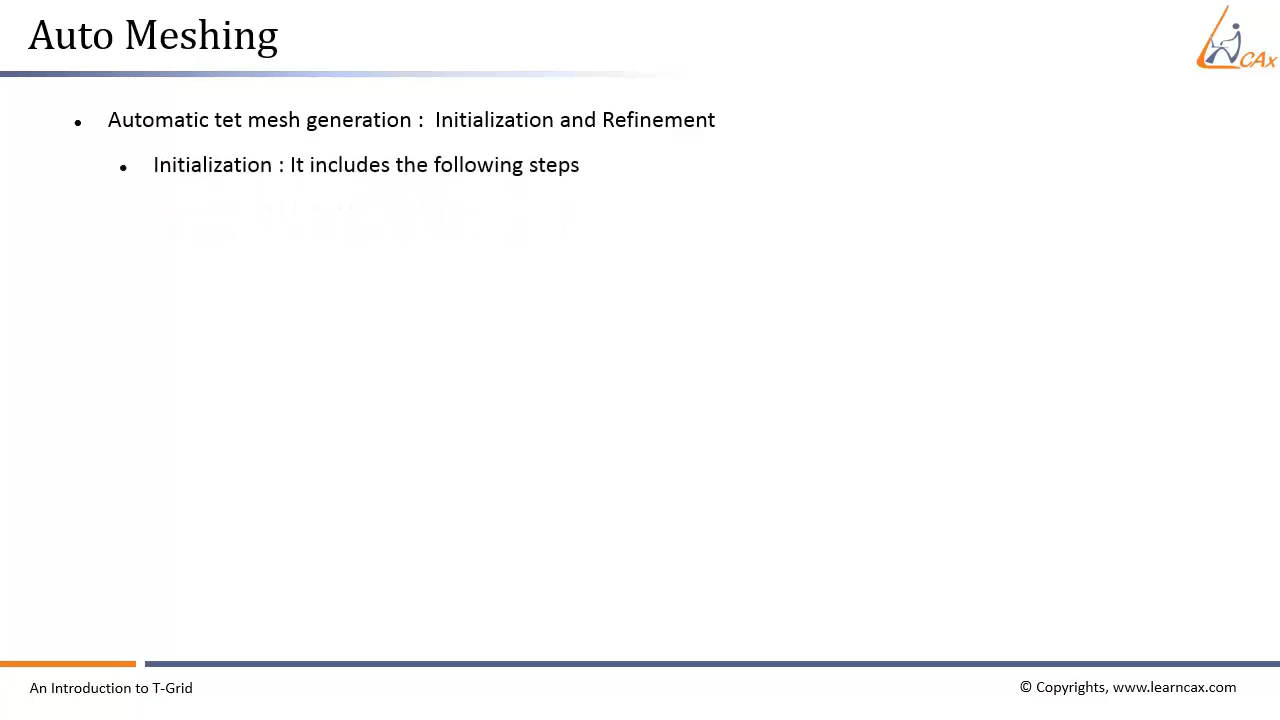 Auto Meshing
CAx
• Automatic tet mesh generation : Initialization and Refinement
• Initialization : It includes the following steps
An Introduction to T-Grid
© Copyrights, www.learncax.com